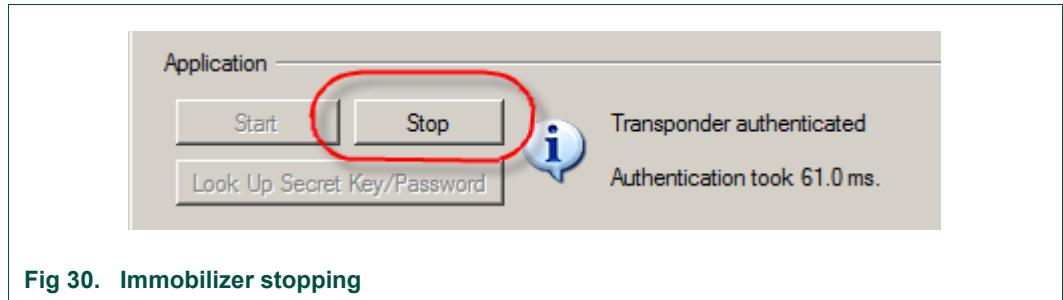 Application
Start
Stop
Transponder authenticated
Look Up Secret Key/Password
Authentication took 61.0 ms.
Fig 30. Immobilizer stopping